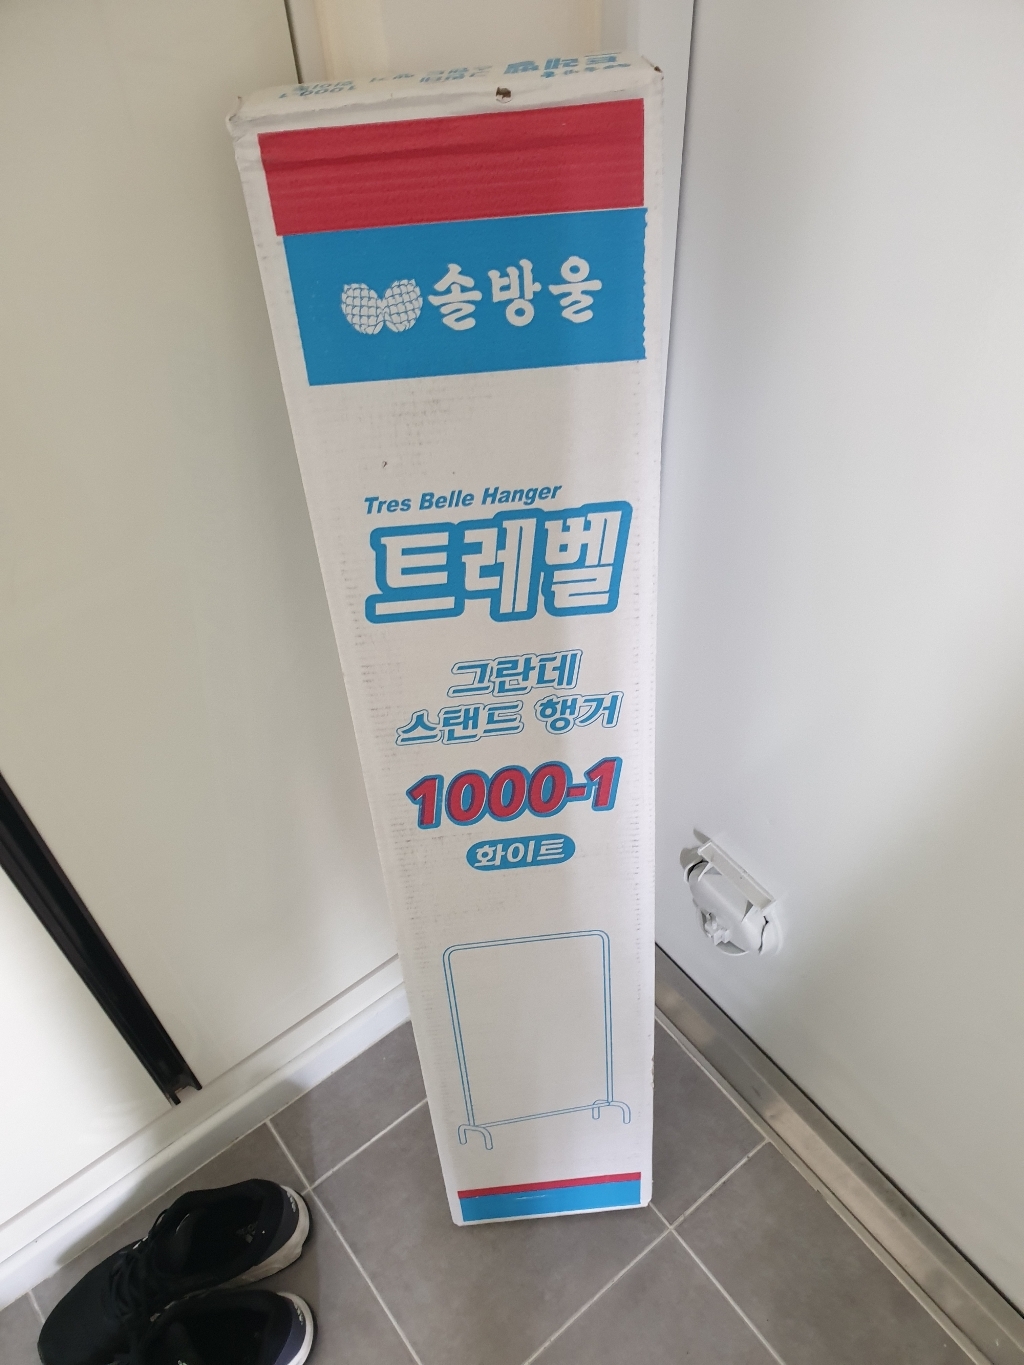 솔방울
Tres Belle Hanger
트레벨
그란데
스탠드 행거
1000-1
화이트